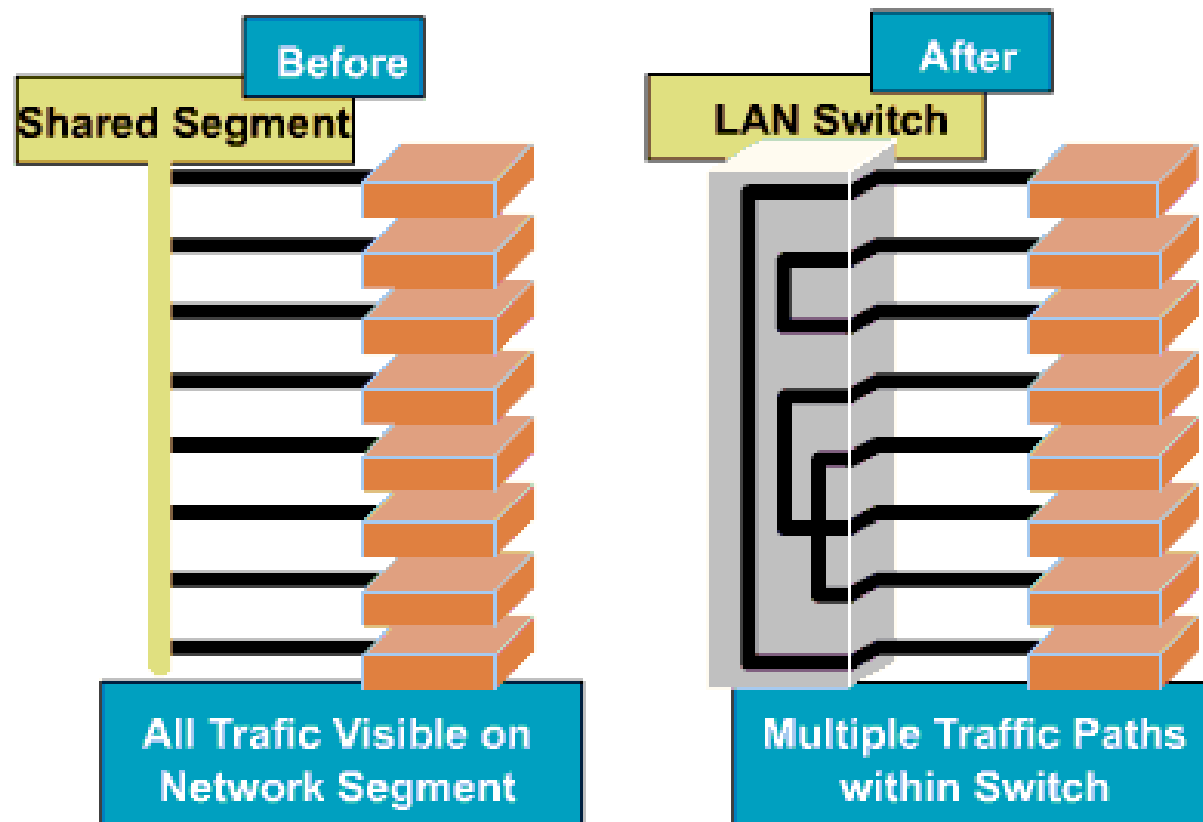 Before
Shared Segment
All Trafic Visible on
Network Segment
After
LAN Switch
Multiple Traffic Paths
within Switch